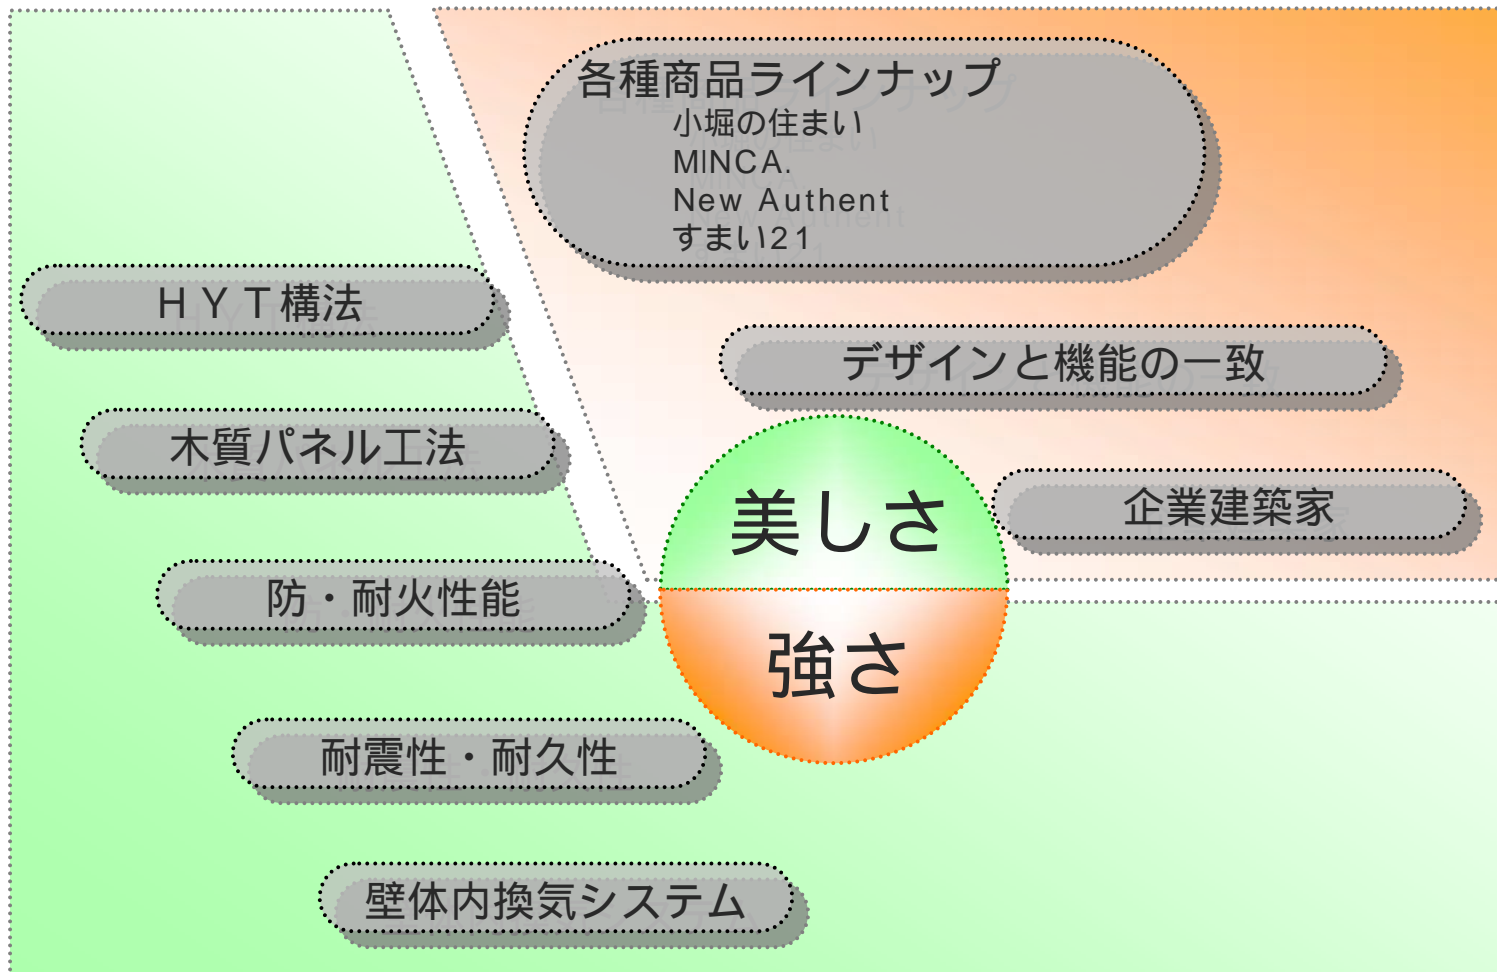 各種商品ラインナップ
小堀の住まい
MINCA.
New Authent
すまい21
ＨＹＴ構法
デザインと機能の一致
木質パネル工法
企業建築家
美しさ
防・耐火性能
強さ
耐震性・耐久性
壁体内換気システム